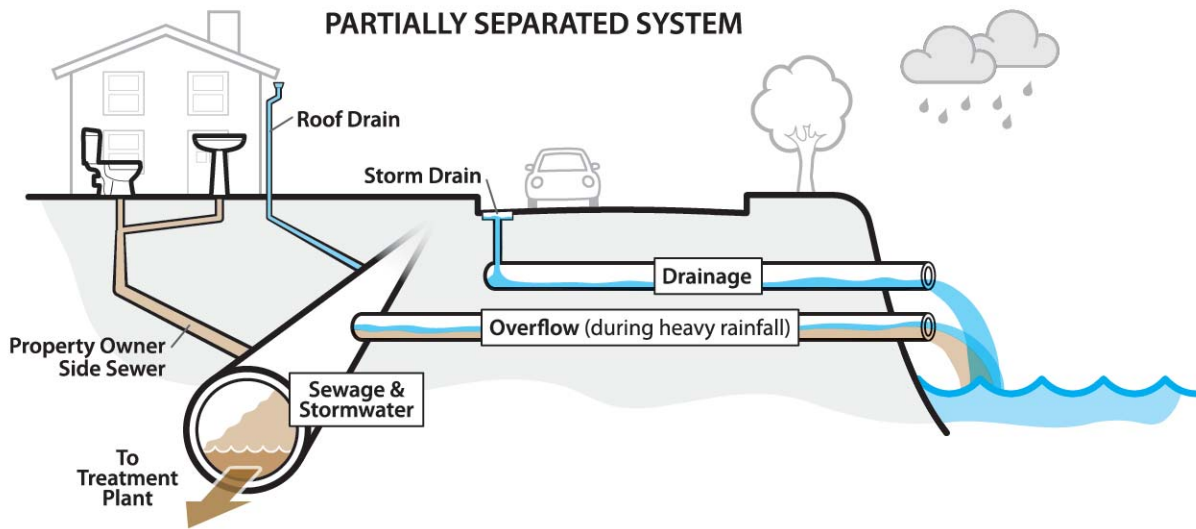 PARTIALLY SEPARATED SYSTEM
Roof Drain
Storm Drain
Drainage
Overflow (during heavy rainfall)
Property Owner
Side Sewer
Sewage &
Stormwater
To
Treatment
Plant